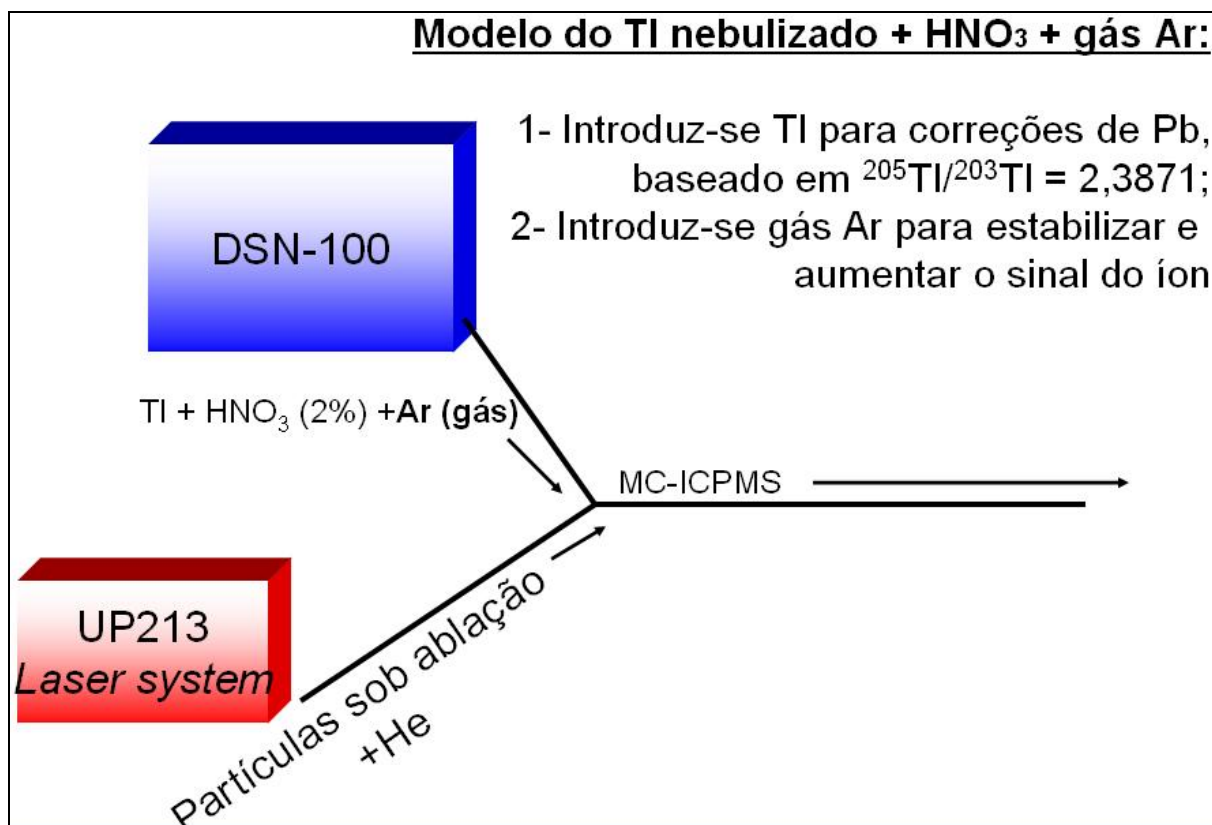 Modelo do Tl nebulizado + HNO₃ + gás Ar:
1- Introduz-se Tl para correções de Pb,
baseado em ²⁰⁵Tl/²⁰³Tl = 2,3871;
2- Introduz-se gás Ar para estabilizar e
aumentar o sinal do íon
DSN-100
Tl + HNO₃ (2%) +Ar (gás)
MC-ICPMS
UP213
Laser system
Partículas sob ablação
+He